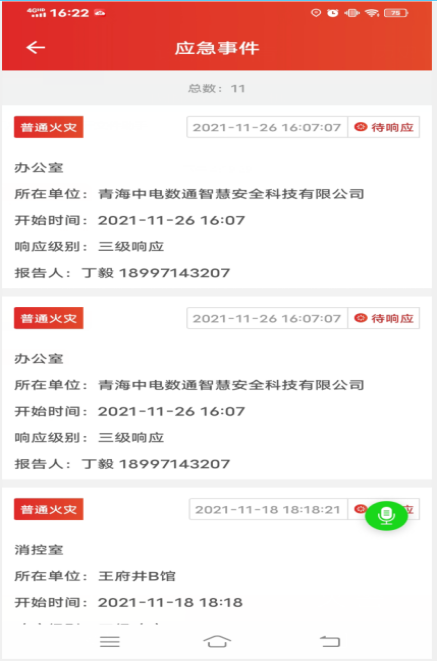 4G 16:22 75
应急事件
总数：11
普通火灾 2021-11-26 16:07:07 待响应
办公室
所在单位：青海中电数通智慧安全科技有限公司
开始时间：2021-11-26 16:07
响应级别：三级响应
报告人：丁毅 18997143207
普通火灾 2021-11-26 16:07:07 待响应
办公室
所在单位：青海中电数通智慧安全科技有限公司
开始时间：2021-11-26 16:07
响应级别：三级响应
报告人：丁毅 18997143207
普通火灾 2021-11-18 18:18:21 应
消控室
所在单位：王府井B馆
开始时间：2021-11-18 18:18